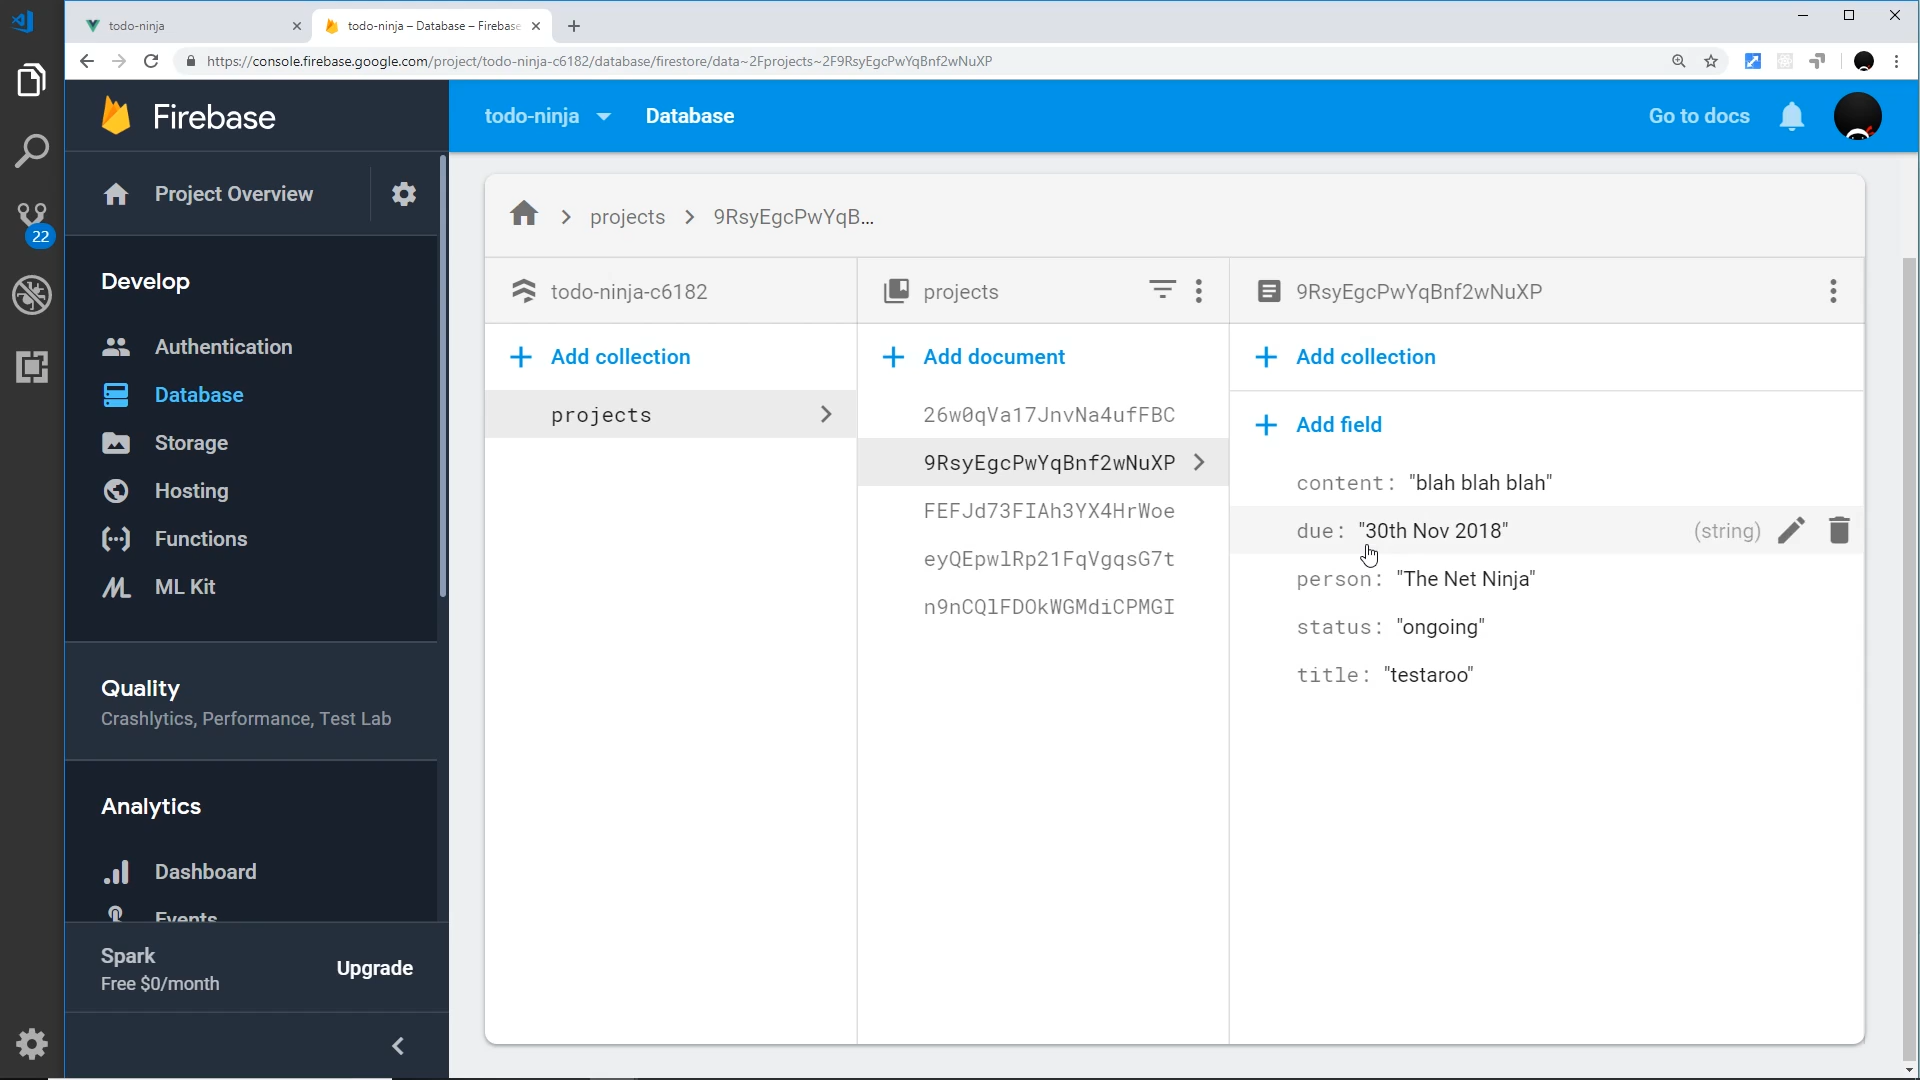 todo-ninja
todo-ninja – Database – Firebase
https://console.firebase.google.com/project/todo-ninja-c6182/database/firestore/data~2Fprojects~2F9RsyEgcPwYqBnf2wNuXP
22
Firebase
Project Overview
Develop
Authentication
Database
Storage
Hosting
Functions
ML Kit
Quality
Crashlytics, Performance, Test Lab
Analytics
Dashboard
Events
Spark
Free $0/month
Upgrade
todo-ninja
Database
Go to docs
projects
9RsyEgcPwYqB...
todo-ninja-c6182
Add collection
projects
projects
Add document
26w0qVa17JnvNa4ufFBC
9RsyEgcPwYqBnf2wNuXP
FEFJd73FIAh3YX4HrWoe
eyQEpwlRp21FqVgqsG7t
n9nCQlFDOkWGMdiCPMGI
9RsyEgcPwYqBnf2wNuXP
Add collection
Add field
content: "blah blah blah"
due: "30th Nov 2018" (string)
person: "The Net Ninja"
status: "ongoing"
title: "testaroo"